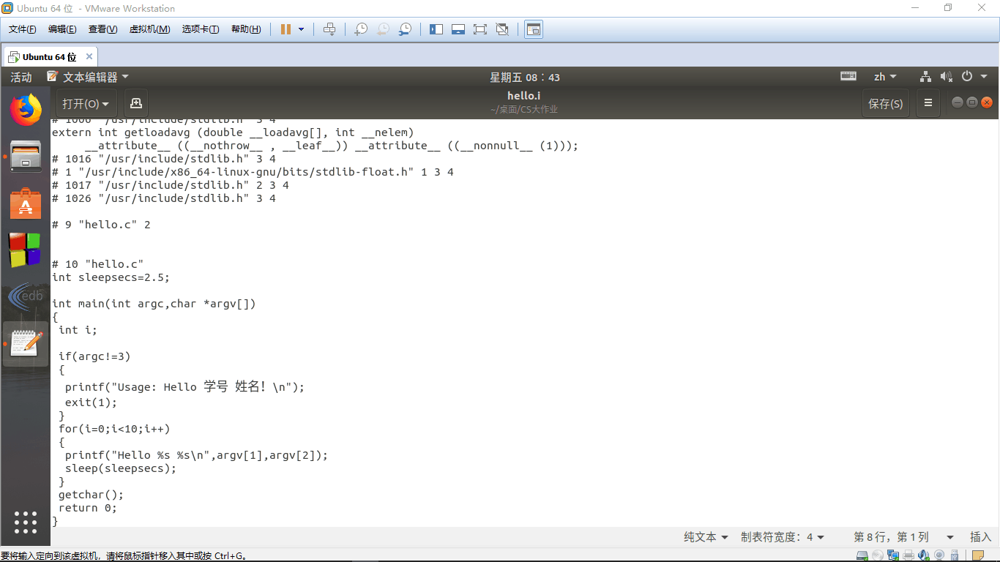 Ubuntu 64 位 - VMware Workstation
文件(F) 编辑(E) 查看(V) 虚拟机(M) 选项卡(T) 帮助(H)
Ubuntu 64 位
活动 文本编辑器 星期五 08：43 zh
打开(O) hello.i 保存(S)
~/桌面/CS大作业
# 1006 "/usr/include/stdlib.h" 3 4
extern int getloadavg (double __loadavg[], int __nelem)
     __attribute__ ((__nothrow__ , __leaf__)) __attribute__ ((__nonnull__ (1)));
# 1016 "/usr/include/stdlib.h" 3 4
# 1 "/usr/include/x86_64-linux-gnu/bits/stdlib-float.h" 1 3 4
# 1017 "/usr/include/stdlib.h" 2 3 4
# 1026 "/usr/include/stdlib.h" 3 4
# 9 "hello.c" 2
# 10 "hello.c"
int sleepsecs=2.5;
int main(int argc,char *argv[])
{
 int i;
 if(argc!=3)
 {
  printf("Usage: Hello 学号 姓名！\n");
  exit(1);
 }
 for(i=0;i<10;i++)
 {
  printf("Hello %s %s\n",argv[1],argv[2]);
  sleep(sleepsecs);
 }
 getchar();
 return 0;
}
edb
纯文本 制表符宽度：4 第 8 行，第 1 列 插入
要将输入定向到该虚拟机，请将鼠标指针移入其中或按 Ctrl+G。